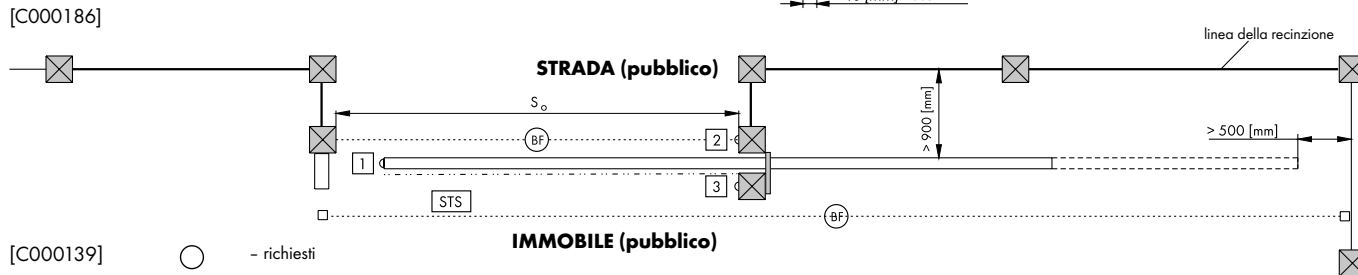 [C000186]
linea della recinzione
STRADA (pubblico)
S₀
> 900 [mm]
> 500 [mm]
BF
2
1
3
STS
BF
IMMOBILE (pubblico)
[C000139]
– richiesti